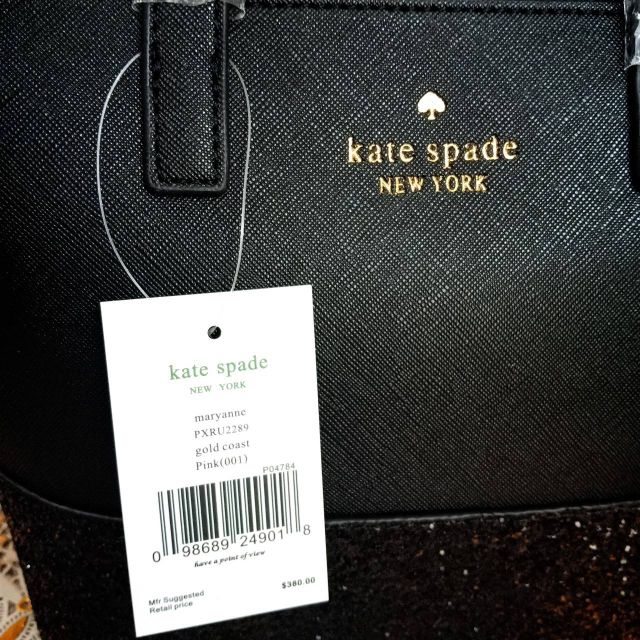 kate spade
NEW YORK
kate spade
NEW YORK
maryanne
PXRU2289
gold coast
Pink(001)
P04784
0 98689 24901 8
have a point of view
Mfr Suggested
Retail price
$380.00